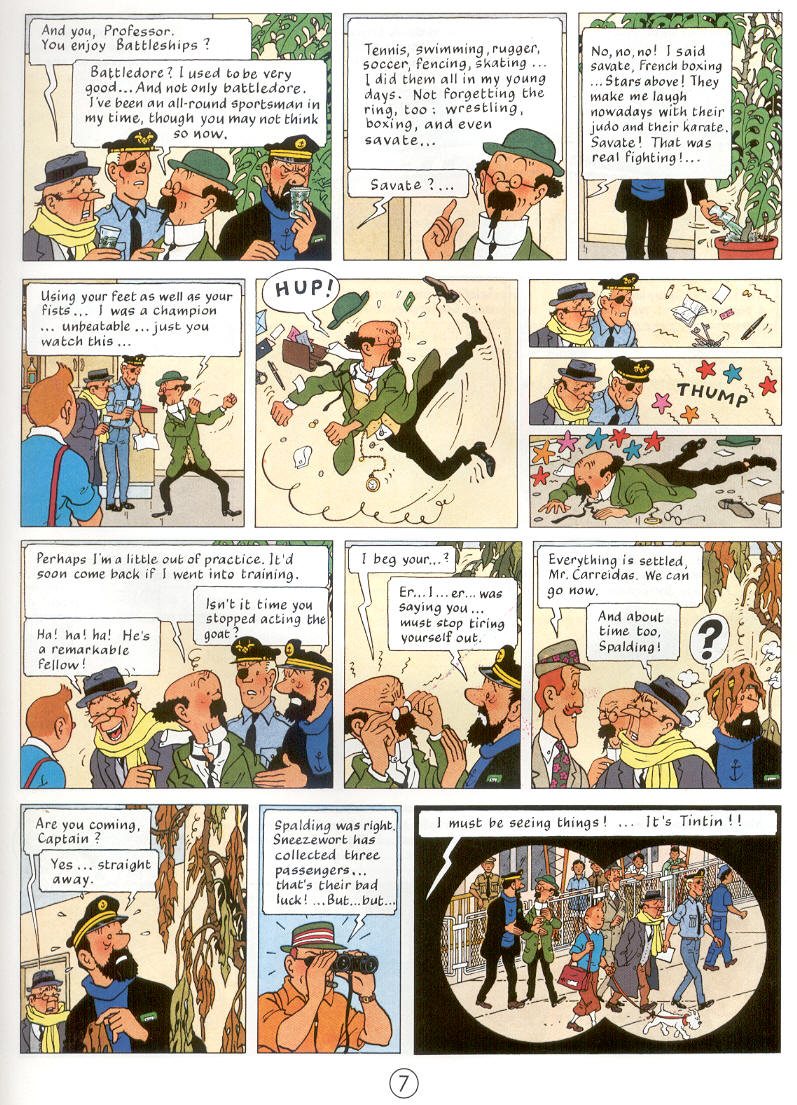 And you, Professor.
You enjoy Battleships?
Battledore? I used to be very
good... And not only battledore.
I've been an all-round sportsman in
my time, though you may not think
so now.
Tennis, swimming, rugger,
soccer, fencing, skating ...
I did them all in my young
days. Not forgetting the
ring, too: wrestling,
boxing, and even
savate...
Savate?...
No, no, no! I said
savate, French boxing
...Stars above! They
make me laugh
nowadays with their
judo and their karate.
Savate! That was
real fighting!...
Using your feet as well as your
fists... I was a champion
... unbeatable ... just you
watch this ...
HUP!
THUMP
Perhaps I'm a little out of practice. It'd
soon come back if I went into training.
Ha! ha! ha! He's
a remarkable
fellow!
Isn't it time you
stopped acting the
goat?
I beg your...?
Er... I... er... was
saying you...
must stop tiring
yourself out.
Everything is settled,
Mr. Carreidas. We can
go now.
And about
time too,
Spalding!
?
Are you coming,
Captain?
Yes ... straight
away.
Spalding was right.
Sneezewort has
collected three
passengers...
that's their bad
luck! ...But...but...
I must be seeing things! ... It's Tintin!!
7